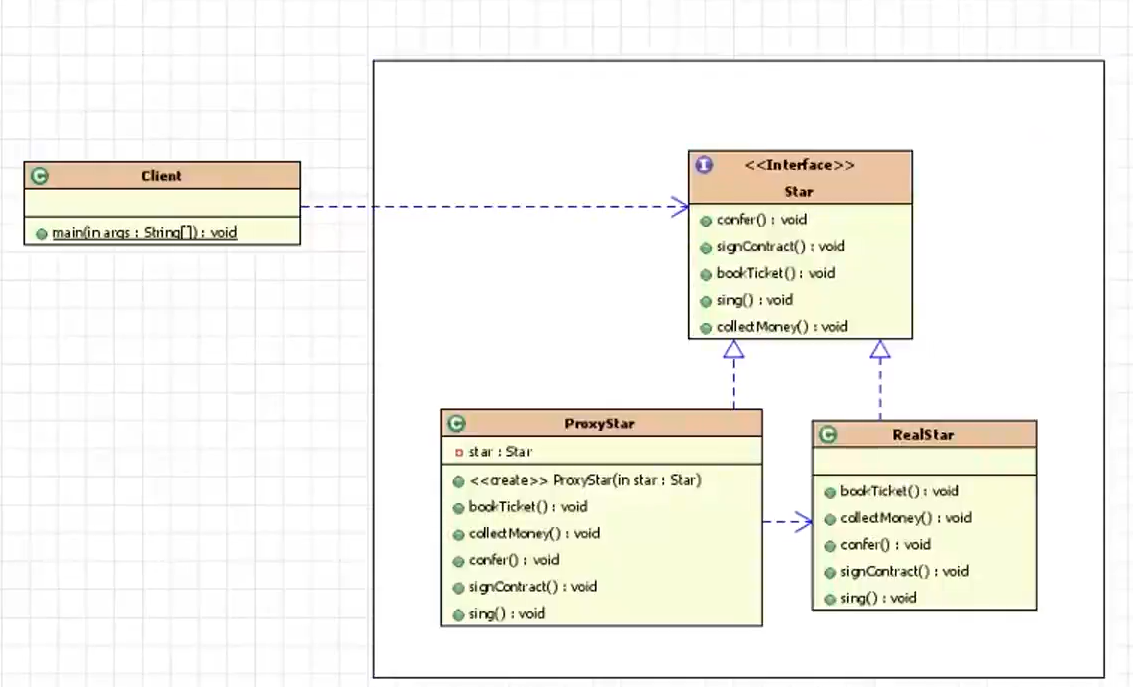 Client
main(in args : String[]) : void
<<Interface>>
Star
confer() : void
signContract() : void
bookTicket() : void
sing() : void
collectMoney() : void
ProxyStar
star : Star
<<create>> ProxyStar(in star : Star)
bookTicket() : void
collectMoney() : void
confer() : void
signContract() : void
sing() : void
RealStar
bookTicket() : void
collectMoney() : void
confer() : void
signContract() : void
sing() : void